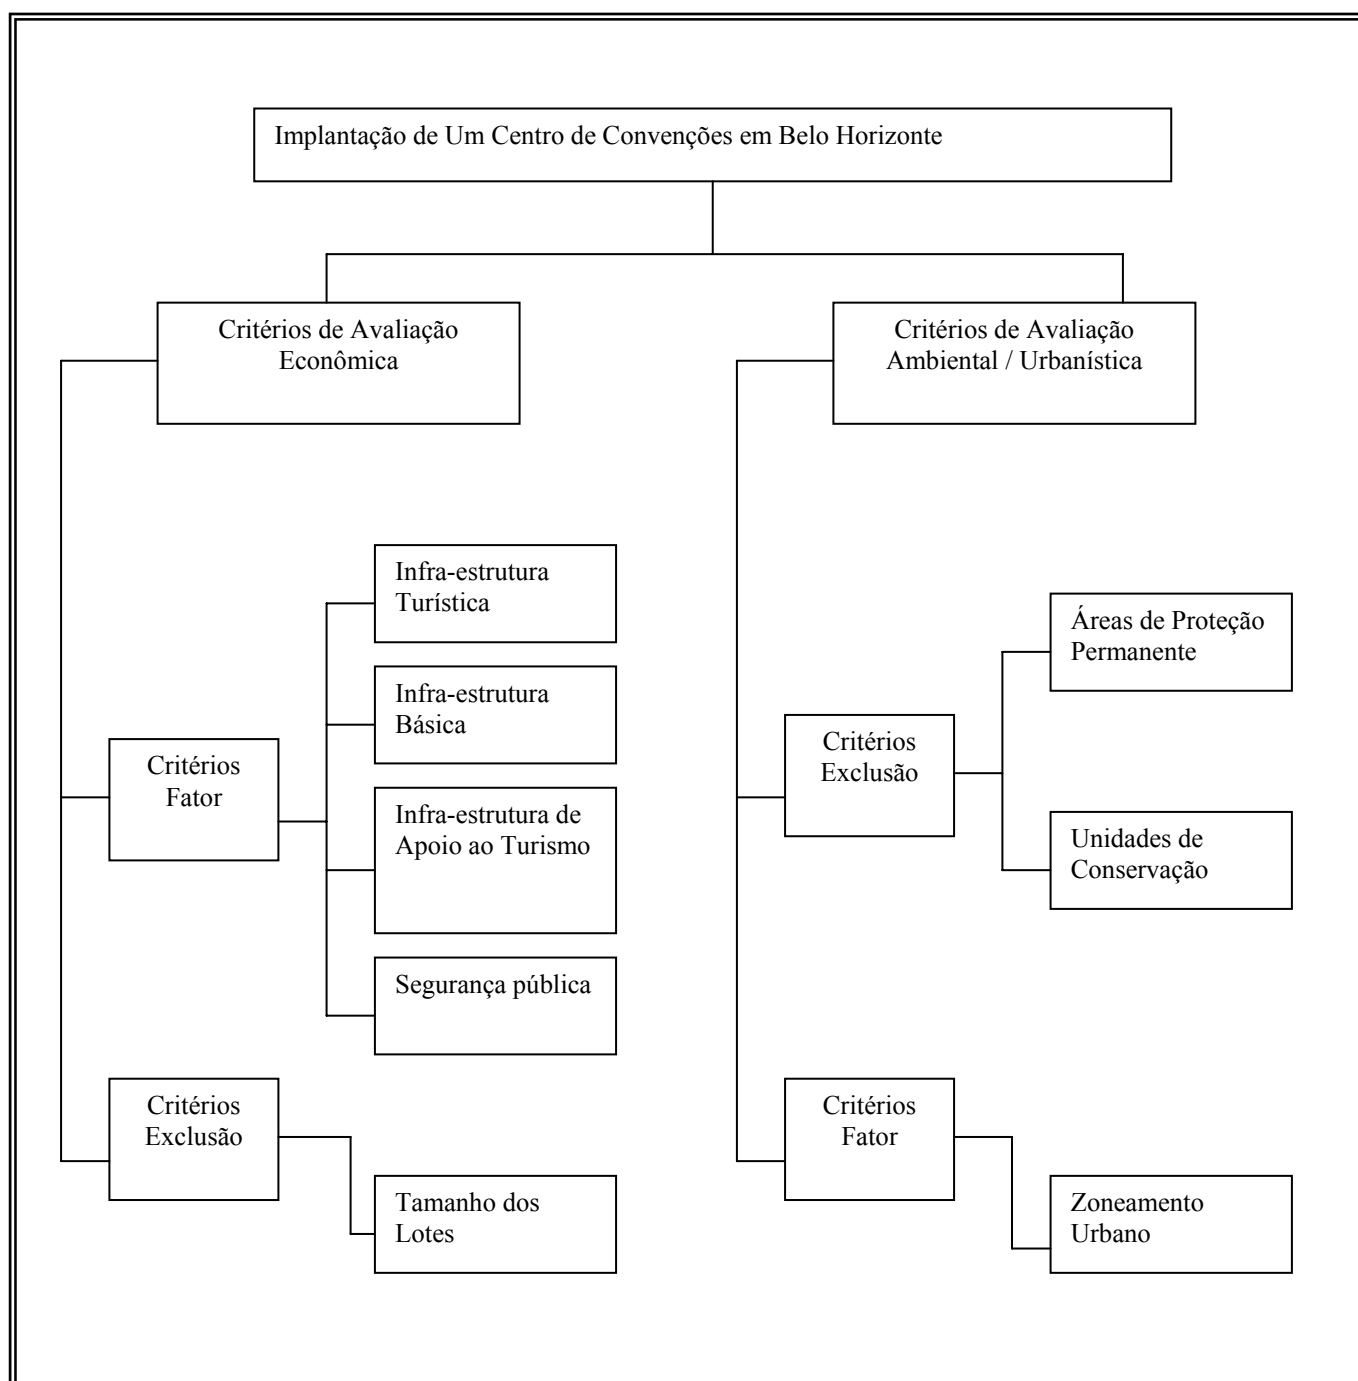 Implantação de Um Centro de Convenções em Belo Horizonte
Critérios de Avaliação
Econômica
Critérios de Avaliação
Ambiental / Urbanística
Infra-estrutura
Turística
Infra-estrutura
Básica
Critérios
Fator
Infra-estrutura de
Apoio ao Turismo
Segurança pública
Critérios
Exclusão
Tamanho dos
Lotes
Áreas de Proteção
Permanente
Critérios
Exclusão
Unidades de
Conservação
Critérios
Fator
Zoneamento
Urbano